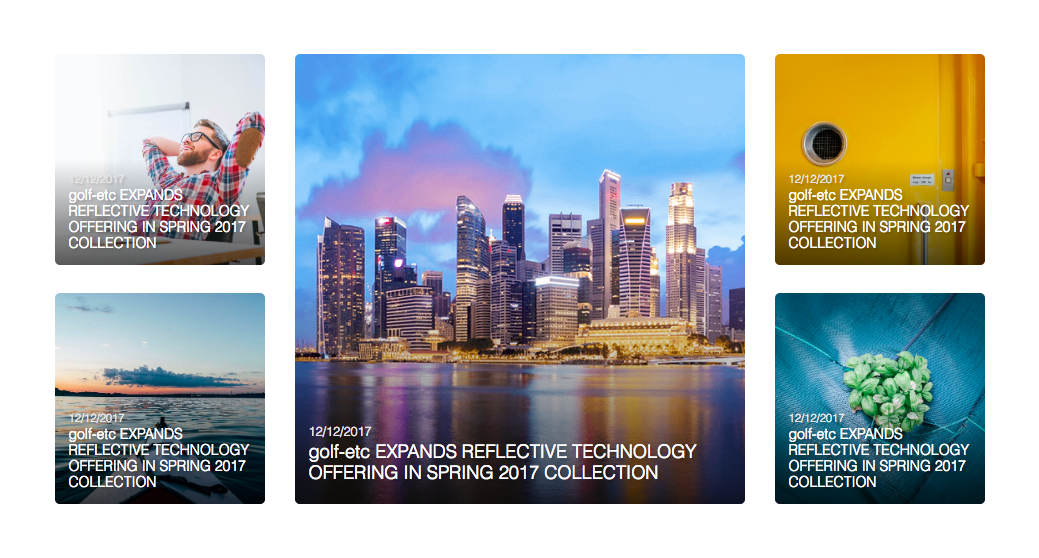 12/12/2017
golf-etc EXPANDS
REFLECTIVE TECHNOLOGY
OFFERING IN SPRING 2017
COLLECTION
12/12/2017
golf-etc EXPANDS
REFLECTIVE TECHNOLOGY
OFFERING IN SPRING 2017
COLLECTION
12/12/2017
golf-etc EXPANDS REFLECTIVE TECHNOLOGY
OFFERING IN SPRING 2017 COLLECTION
12/12/2017
golf-etc EXPANDS
REFLECTIVE TECHNOLOGY
OFFERING IN SPRING 2017
COLLECTION
12/12/2017
golf-etc EXPANDS
REFLECTIVE TECHNOLOGY
OFFERING IN SPRING 2017
COLLECTION